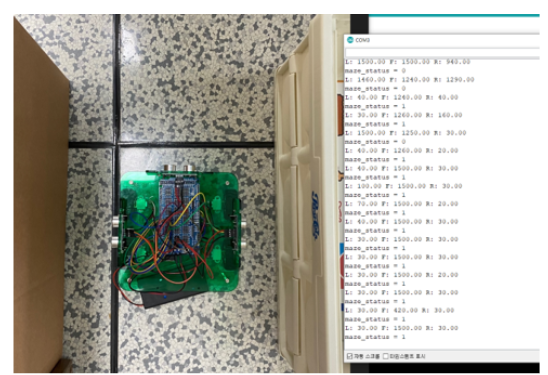 L: 1500.00 F: 1500.00 R: 940.00
maze_status = 0
L: 1460.00 F: 1240.00 R: 1290.00
maze_status = 0
L: 40.00 F: 1260.00 R: 40.00
maze_status = 1
L: 30.00 F: 1260.00 R: 160.00
maze_status = 1
L: 1500.00 F: 1250.00 R: 30.00
maze_status = 0
L: 40.00 F: 1260.00 R: 20.00
maze_status = 1
L: 40.00 F: 1500.00 R: 30.00
maze_status = 1
L: 100.00 F: 1500.00 R: 30.00
maze_status = 1
L: 70.00 F: 1500.00 R: 20.00
maze_status = 1
L: 40.00 F: 1500.00 R: 30.00
maze_status = 1
L: 30.00 F: 1500.00 R: 30.00
maze_status = 1
L: 30.00 F: 1500.00 R: 30.00
maze_status = 1
L: 30.00 F: 1500.00 R: 20.00
maze_status = 1
L: 30.00 F: 1500.00 R: 30.00
maze_status = 1
L: 30.00 F: 420.00 R: 30.00
maze_status = 1
L: 30.00 F: 1500.00 R: 30.00
maze_status = 1
자동 스크롤 타임스탬프 표시